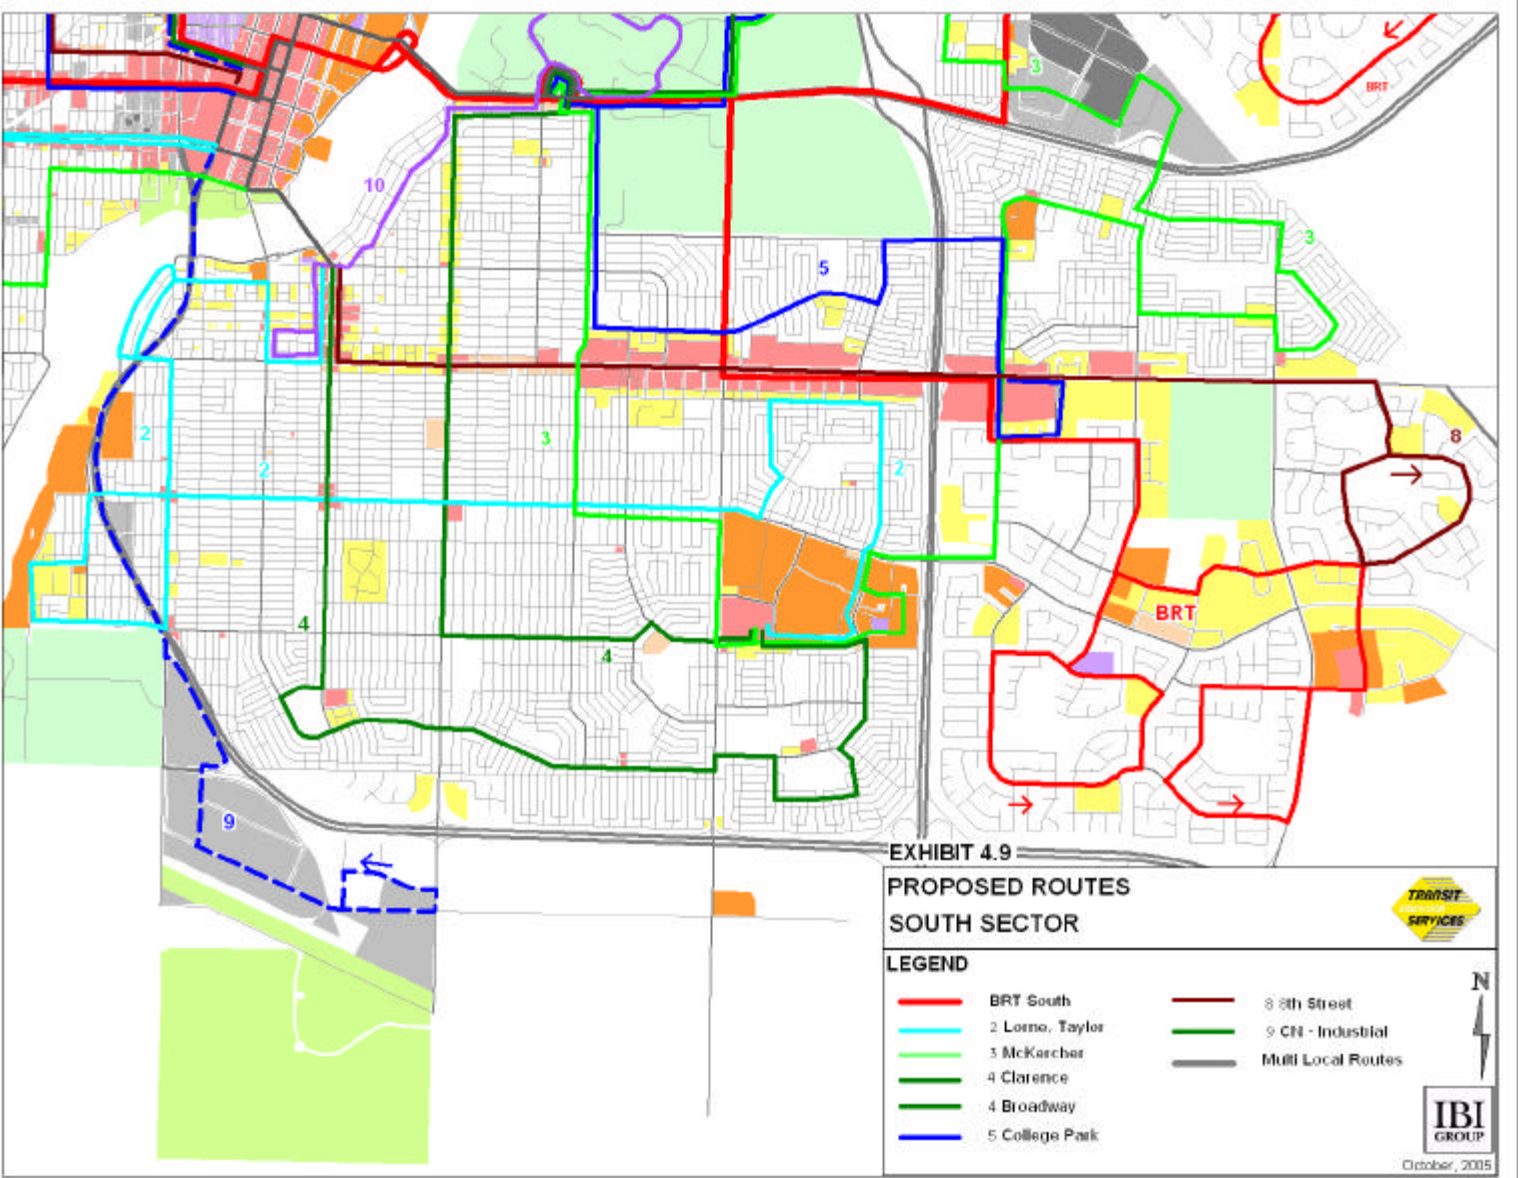 3
BRT
10
3
5
8
2
2
3
2
4
4
BRT
9
EXHIBIT 4.9
PROPOSED ROUTES
SOUTH SECTOR
TRANSIT
SERVICES
LEGEND
N
BRT South
2 Lorne, Taylor
3 McKercher
4 Clarence
4 Broadway
5 College Park
8 8th Street
9 CN - Industrial
Multi Local Routes
IBI
GROUP
October, 2005